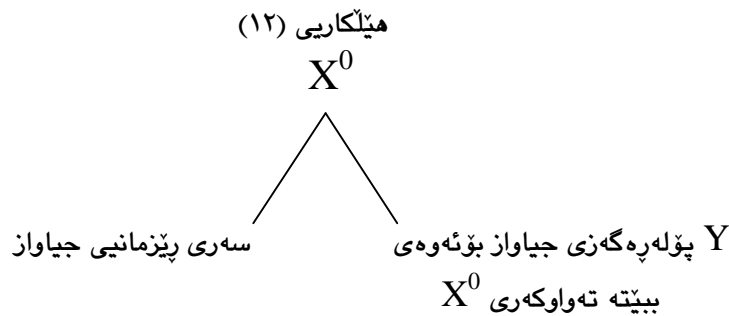 هێڵکاریی (١٢)
X⁰
Y پۆلەڕەگەزی جیاواز بۆئەوەی
ببێتە تەواوکەری X⁰
سەری ڕێزمانیی جیاواز